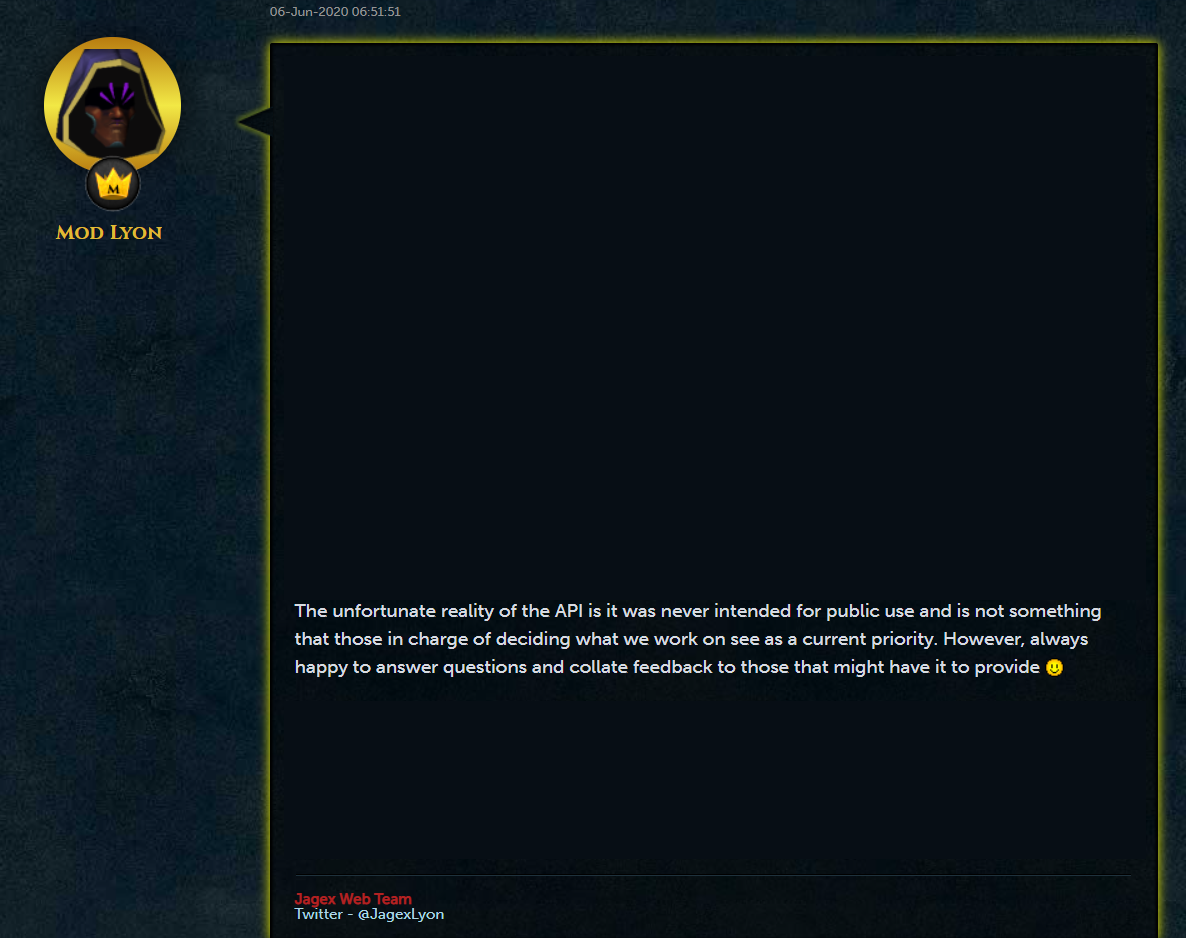 06-Jun-2020 06:51:51
M
Mod Lyon
The unfortunate reality of the API is it was never intended for public use and is not something
that those in charge of deciding what we work on see as a current priority. However, always
happy to answer questions and collate feedback to those that might have it to provide
Jagex Web Team
Twitter - @JagexLyon